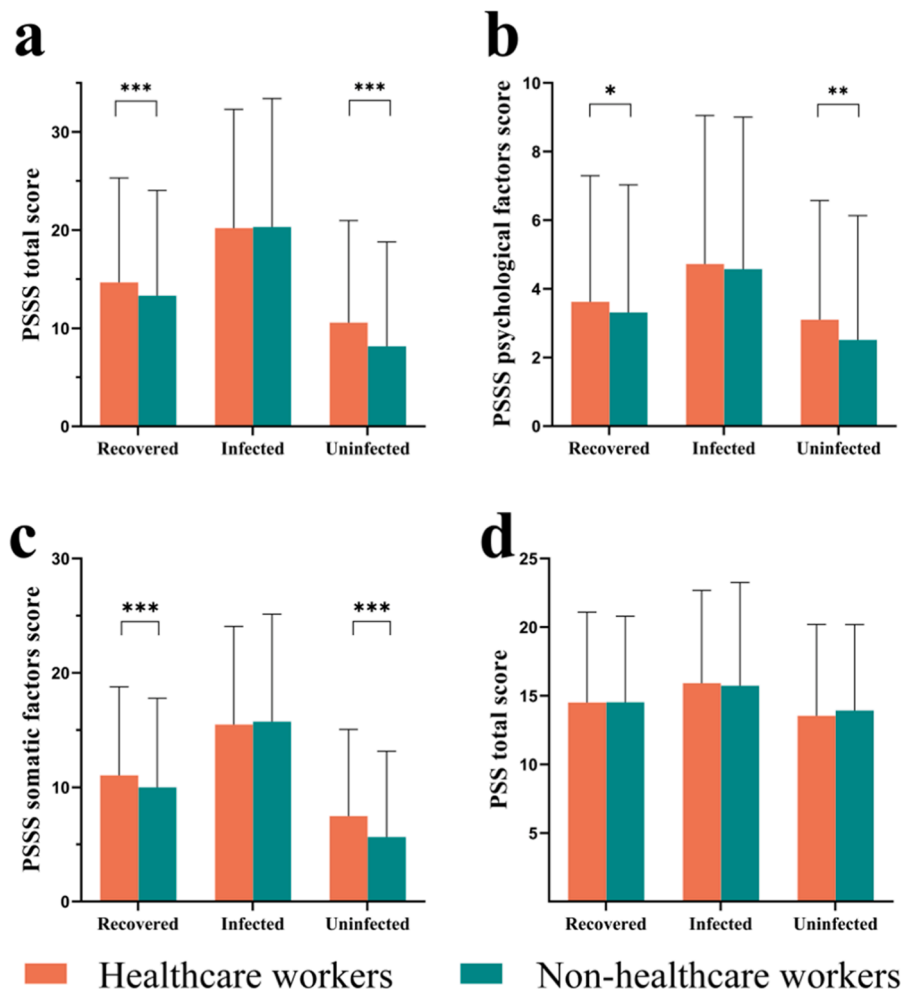 a
PSSS total score
30
20
10
0
***
***
Recovered Infected Uninfected
b
PSSS psychological factors score
10
8
6
4
2
0
*
**
Recovered Infected Uninfected
c
PSSS somatic factors score
30
20
10
0
***
***
Recovered Infected Uninfected
d
PSS total score
25
20
15
10
5
Recovered Infected Uninfected
Healthcare workers Non-healthcare workers